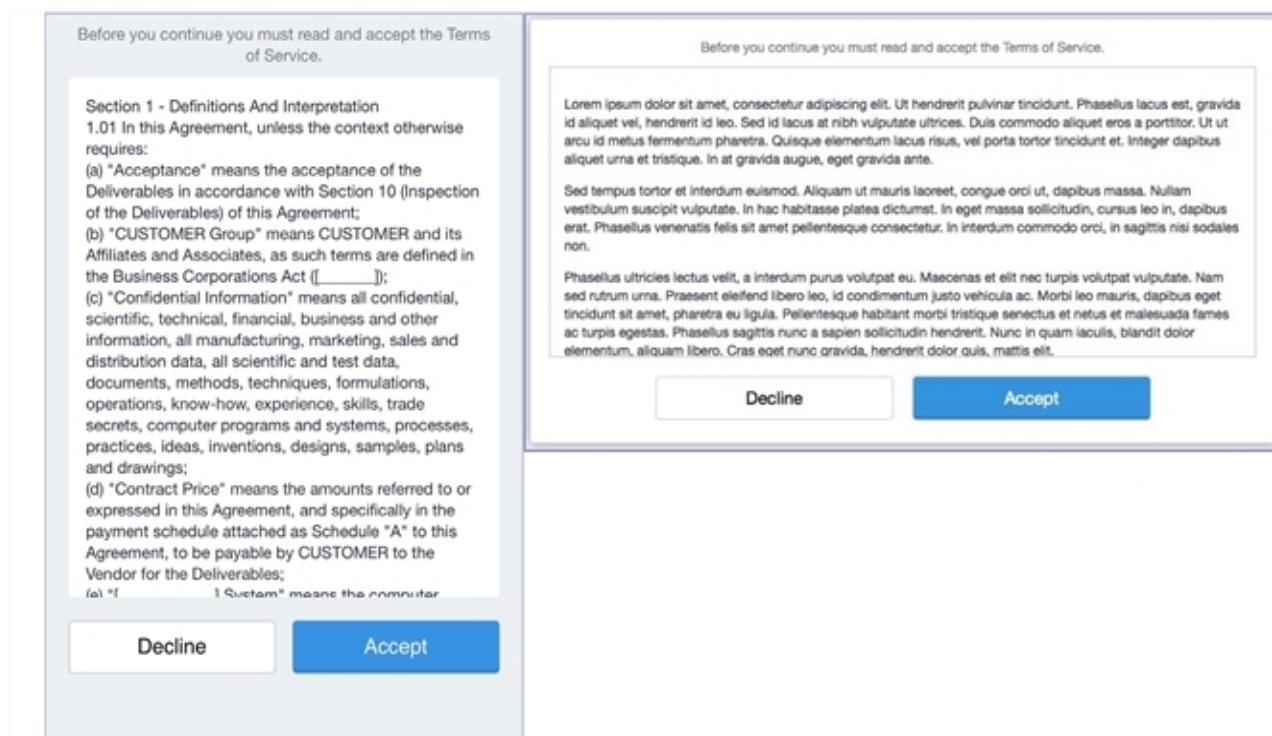 Before you continue you must read and accept the Terms
of Service.
Section 1 - Definitions And Interpretation
1.01 In this Agreement, unless the context otherwise
requires:
(a) "Acceptance" means the acceptance of the
Deliverables in accordance with Section 10 (Inspection
of the Deliverables) of this Agreement;
(b) "CUSTOMER Group" means CUSTOMER and its
Affiliates and Associates, as such terms are defined in
the Business Corporations Act ([______]);
(c) "Confidential Information" means all confidential,
scientific, technical, financial, business and other
information, all manufacturing, marketing, sales and
distribution data, all scientific and test data,
documents, methods, techniques, formulations,
operations, know-how, experience, skills, trade
secrets, computer programs and systems, processes,
practices, ideas, inventions, designs, samples, plans
and drawings;
(d) "Contract Price" means the amounts referred to or
expressed in this Agreement, and specifically in the
payment schedule attached as Schedule "A" to this
Agreement, to be payable by CUSTOMER to the
Vendor for the Deliverables;
(e) "[__________] System" means the computer
Decline
Accept
Before you continue you must read and accept the Terms of Service.
Lorem ipsum dolor sit amet, consectetur adipiscing elit. Ut hendrerit pulvinar tincidunt. Phasellus lacus est, gravida
id aliquet vel, hendrerit id leo. Sed id lacus at nibh vulputate ultrices. Duis commodo aliquet eros a porttitor. Ut ut
arcu id metus fermentum pharetra. Quisque elementum lacus risus, vel porta tortor tincidunt et. Integer dapibus
aliquet urna et tristique. In at gravida augue, eget gravida ante.
Sed tempus tortor et interdum euismod. Aliquam ut mauris laoreet, congue orci ut, dapibus massa. Nullam
vestibulum suscipit vulputate. In hac habitasse platea dictumst. In eget massa sollicitudin, cursus leo in, dapibus
erat. Phasellus venenatis felis sit amet pellentesque consectetur. In interdum commodo orci, in sagittis nisi sodales
non.
Phasellus ultricies lectus velit, a interdum purus volutpat eu. Maecenas et elit nec turpis volutpat vulputate. Nam
sed rutrum urna. Praesent eleifend libero leo, id condimentum justo vehicula ac. Morbi leo mauris, dapibus eget
tincidunt sit amet, pharetra eu ligula. Pellentesque habitant morbi tristique senectus et netus et malesuada fames
ac turpis egestas. Phasellus sagittis nunc a sapien sollicitudin hendrerit. Nunc in quam iaculis, blandit dolor
elementum, aliquam libero. Cras eget nunc gravida, hendrerit dolor quis, mattis elit.
Decline
Accept